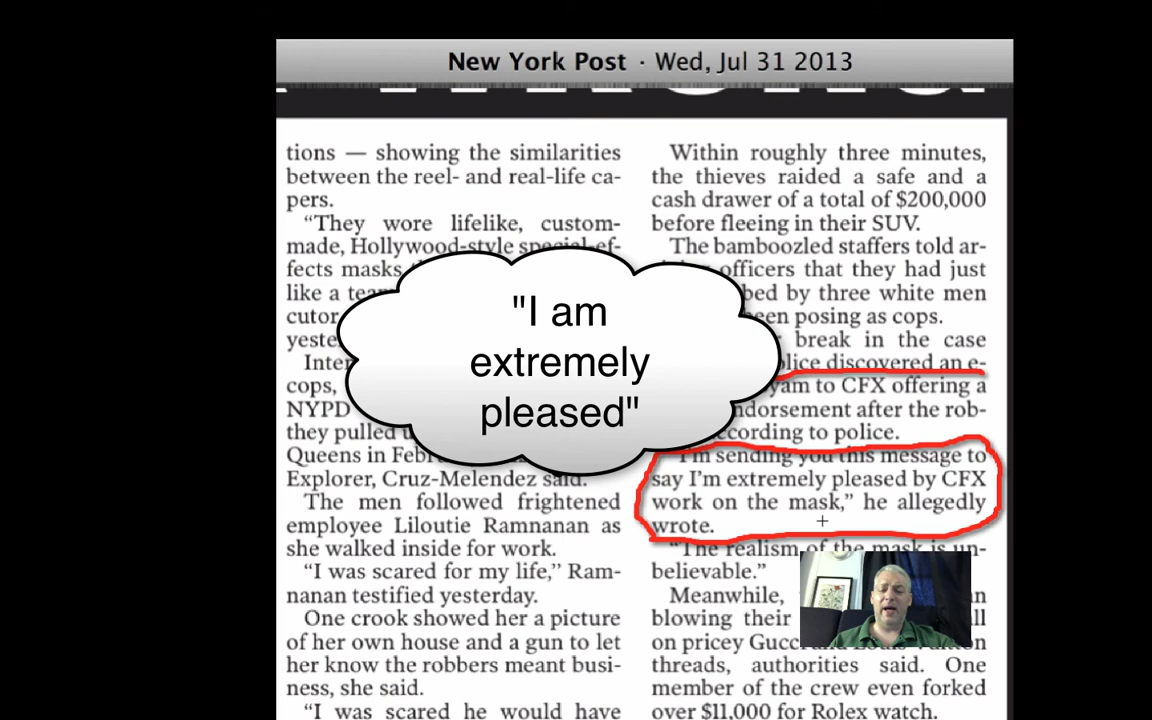 New York Post · Wed, Jul 31 2013
tions — showing the similarities
between the reel- and real-life ca-
pers.
“They wore lifelike, custom-
made, Hollywood-style special-ef-
fects masks
like a team
cutor
Inter
cops,
NYPD
they pulled
Queens in
Explorer, Cruz-Melendez said.
The men followed frightened
employee Liloutie Ramnanan as
she walked inside for work.
“I was scared for my life,” Ram-
nanan testified yesterday.
One crook showed her a picture
of her own house and a gun to let
her know the robbers meant busi-
ness, she said.
“I was scared he would have
"I am
extremely
pleased"
Within roughly three minutes,
the thieves raided a safe and a
cash drawer of a total of $200,000
before fleeing in their SUV.
The bamboozled staffers told ar-
officers that they had just
by three white men
been posing as cops.
break in the case
police discovered an e-
to CFX offering a
endorsement after the rob-
according to police.
“I’m sending you this message to
say I’m extremely pleased by CFX
work on the mask,” he allegedly
wrote.
“The realism of the mask is un-
believable.”
Meanwhile,
blowing their
on pricey Gucci and Louis Vuitton
threads, authorities said. One
member of the crew even forked
over $11,000 for Rolex watch.